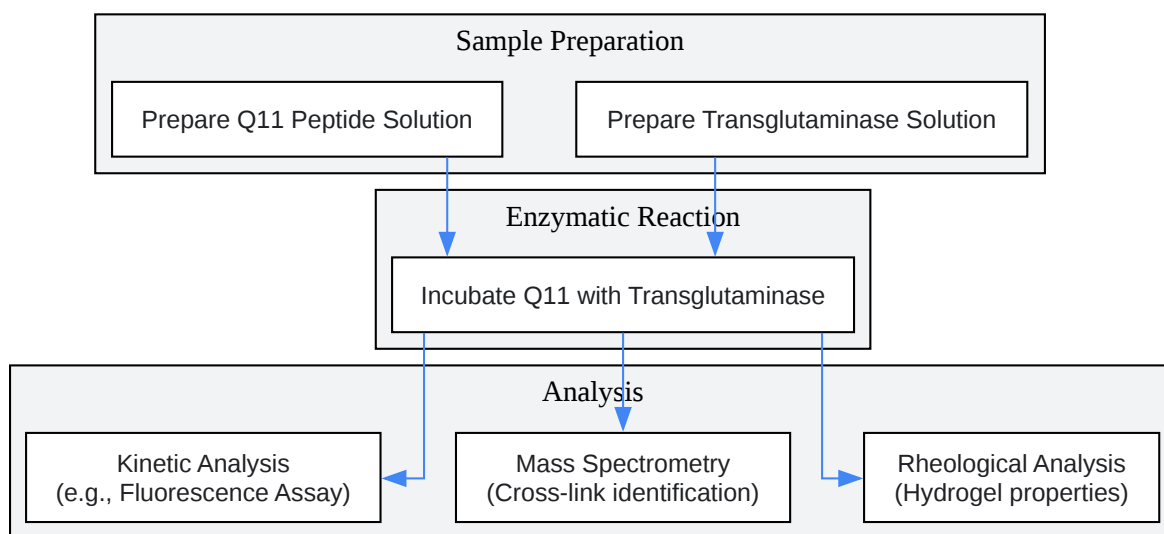 Sample Preparation
Prepare Q11 Peptide Solution
Prepare Transglutaminase Solution
Enzymatic Reaction
Incubate Q11 with Transglutaminase
Analysis
Kinetic Analysis
(e.g., Fluorescence Assay)
Mass Spectrometry
(Cross-link identification)
Rheological Analysis
(Hydrogel properties)